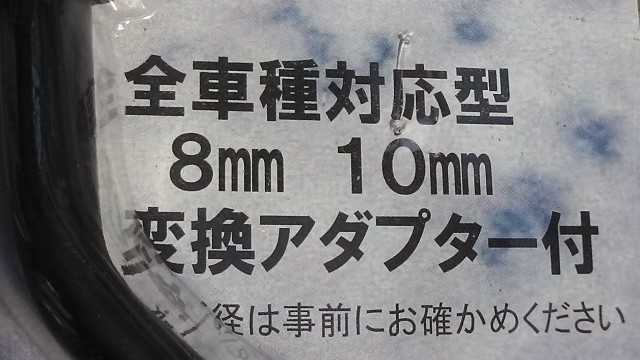 全車種対応型
8mm 10mm
変換アダプター付
径は事前にお確かめください